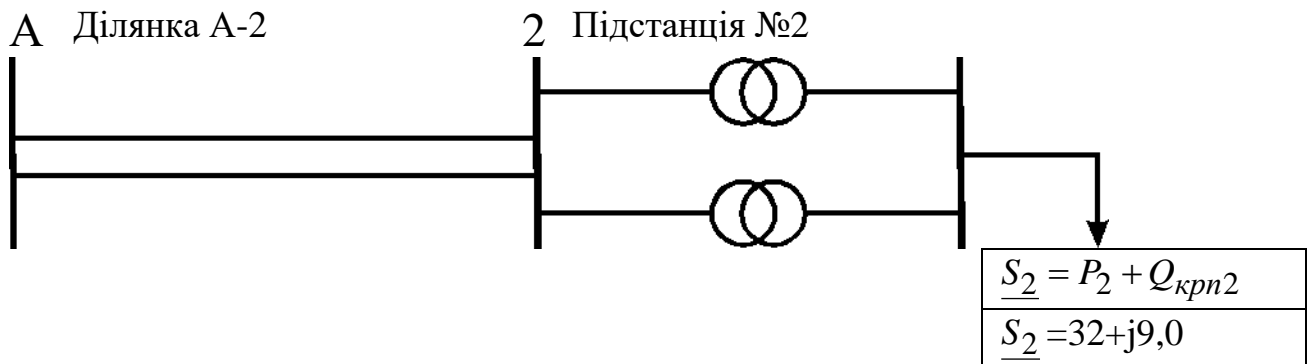 А Ділянка А-2 2 Підстанція №2
S₂ = P₂ + Qкрп2
S₂ =32+j9,0